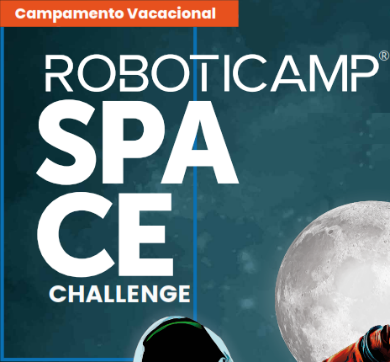 Campamento Vacacional
ROBOTICAMP®
SPA
CE
CHALLENGE